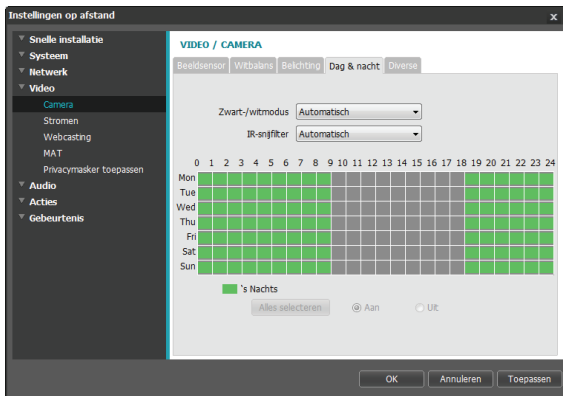 Instellingen op afstand x
Snelle installatie
Systeem
Netwerk
Video
Camera
Stromen
Webcasting
MAT
Privacymasker toepassen
Audio
Acties
Gebeurtenis
VIDEO / CAMERA
Beeldsensor Witbalans Belichting Dag & nacht Diverse
Zwart-/witmodus Automatisch
IR-snijfilter Automatisch
0 1 2 3 4 5 6 7 8 9 10 11 12 13 14 15 16 17 18 19 20 21 22 23 24
Mon
Tue
Wed
Thu
Fri
Sat
Sun
's Nachts
Alles selecteren Aan Uit
OK Annuleren Toepassen